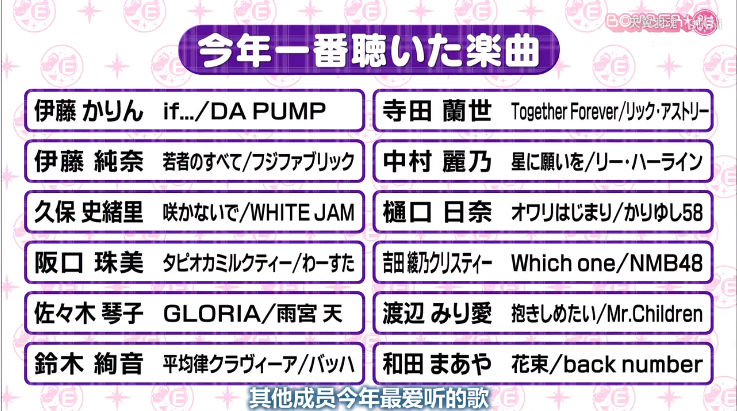 今年一番聴いた楽曲
伊藤 かりん if…/DA PUMP
寺田 蘭世 Together Forever/リック・アストリー
伊藤 純奈 若者のすべて/フジファブリック
中村 麗乃 星に願いを/リー・ハーライン
久保 史緒里 咲かないで/WHITE JAM
樋口 日奈 オワリはじまり/かりゆし58
阪口 珠美 タピオカミルクティー/わーすた
吉田 綾乃クリスティー Which one/NMB48
佐々木 琴子 GLORIA/雨宮 天
渡辺 みり愛 抱きしめたい/Mr.Children
鈴木 絢音 平均律クラヴィーア/バッハ
和田 まあや 花束/back number
其他成员今年最爱听的歌